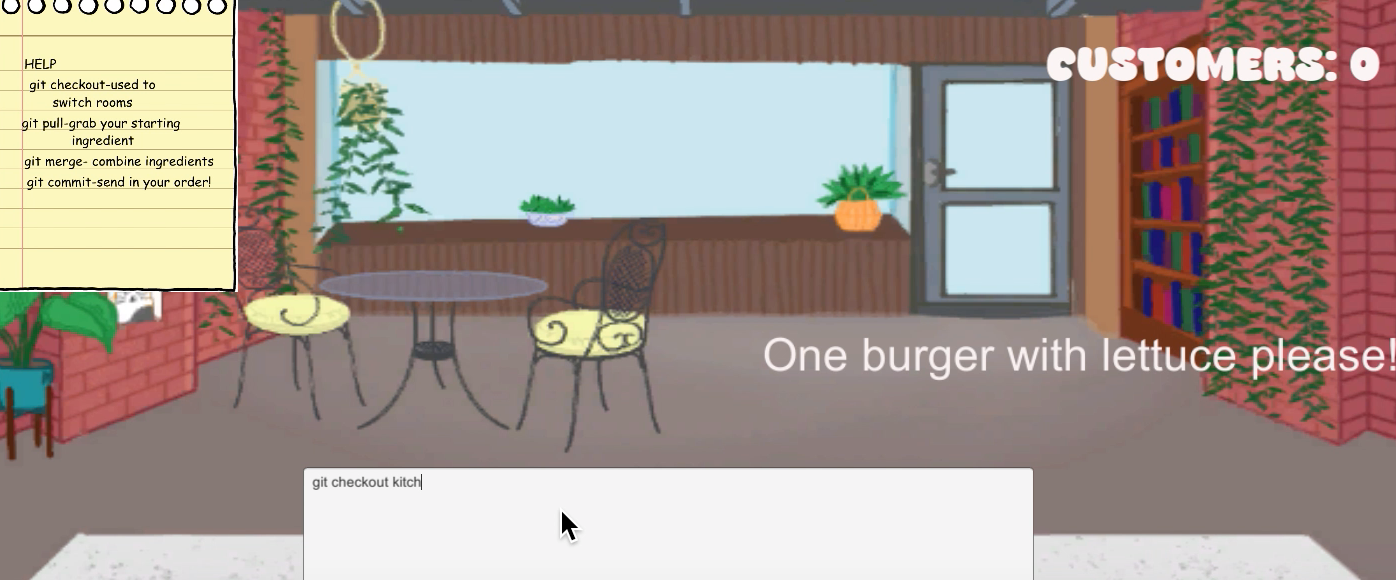 HELP
git checkout-used to
switch rooms
git pull-grab your starting
ingredient
git merge- combine ingredients
git commit-send in your order!
CUSTOMERS: 0
One burger with lettuce please!
git checkout kitch